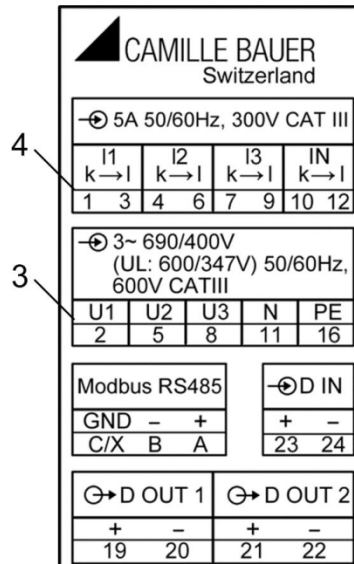 CAMILLE BAUER
Switzerland
5A 50/60Hz, 300V CAT III
4
I1 I2 I3 IN
k→l k→l k→l k→l
1 3 4 6 7 9 10 12
3~ 690/400V
(UL: 600/347V) 50/60Hz,
600V CATIII
3
U1 U2 U3 N PE
2 5 8 11 16
Modbus RS485
GND – +
C/X B A
D IN
+ –
23 24
D OUT 1 D OUT 2
+ – + –
19 20 21 22